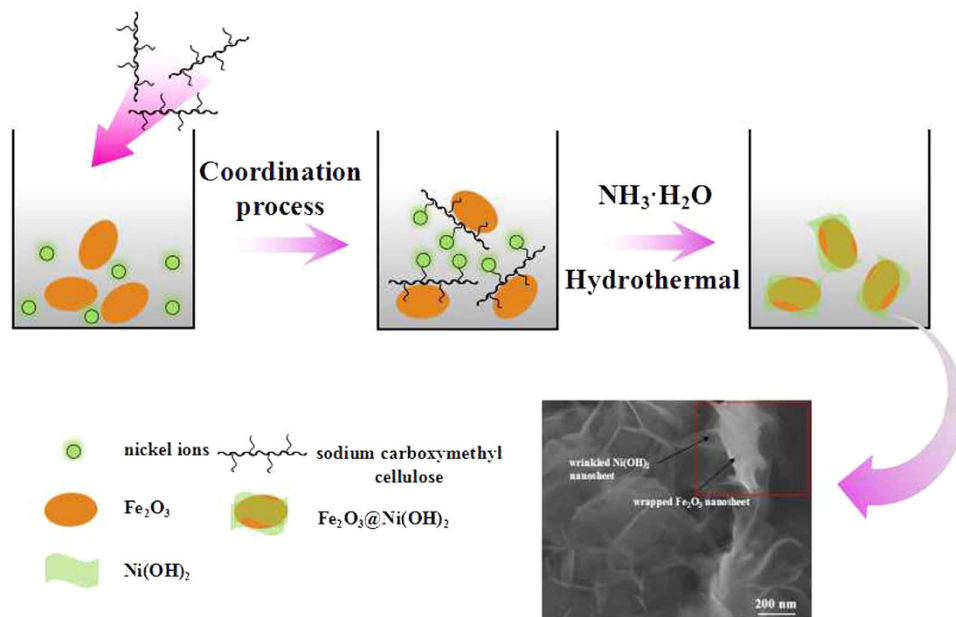 Coordination
process
NH₃·H₂O
Hydrothermal
nickel ions
sodium carboxymethyl
cellulose
Fe₂O₃
Fe₂O₃@Ni(OH)₂
Ni(OH)₂
wrinkled Ni(OH)₂
nanosheet
wrapped Fe₂O₃ nanosheet
200 nm